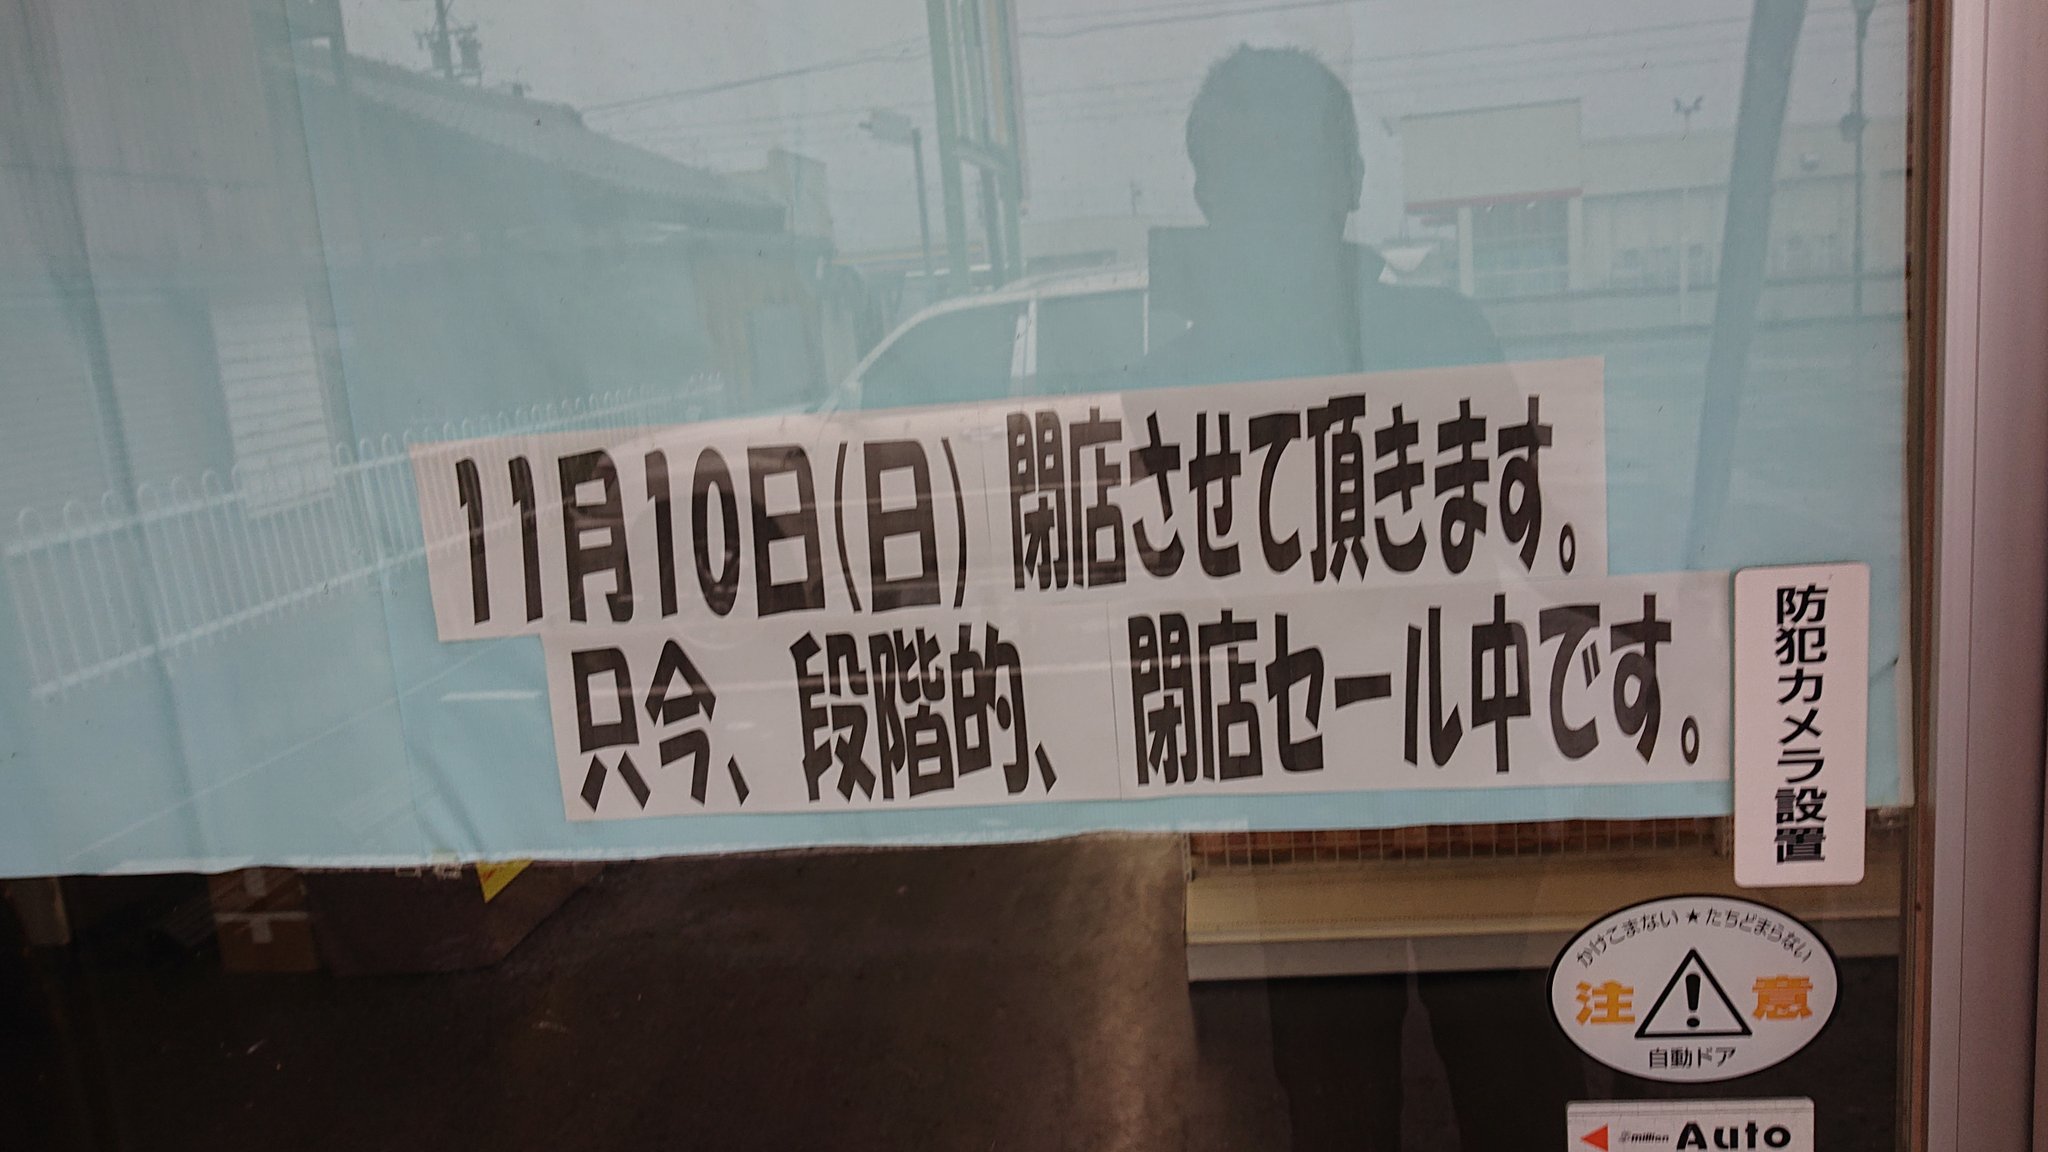 11月10日(日) 閉店させて頂きます。
只今、段階的、 閉店セール中です。
防犯カメラ設置
かけこまない★たちどまらない
注意
自動ドア
million Auto